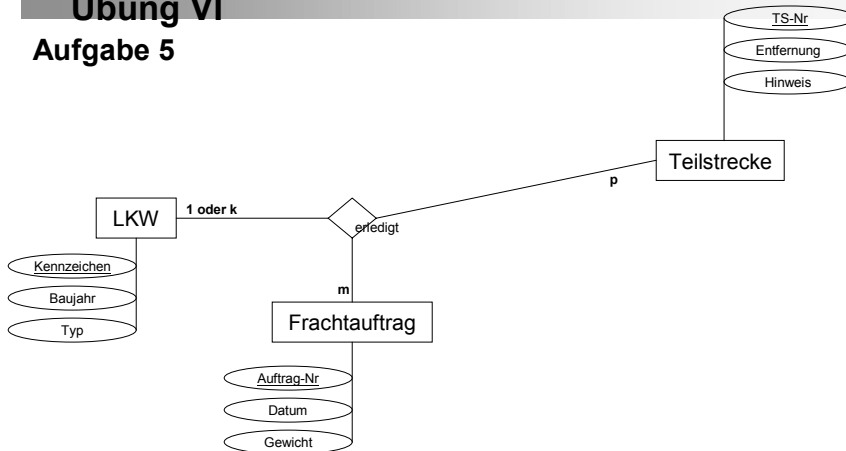 Übung VI
Aufgabe 5
TS-Nr
Entfernung
Hinweis
Teilstrecke
p
LKW
1 oder k
erledigt
Kennzeichen
Baujahr
Typ
m
Frachtauftrag
Auftrag-Nr
Datum
Gewicht